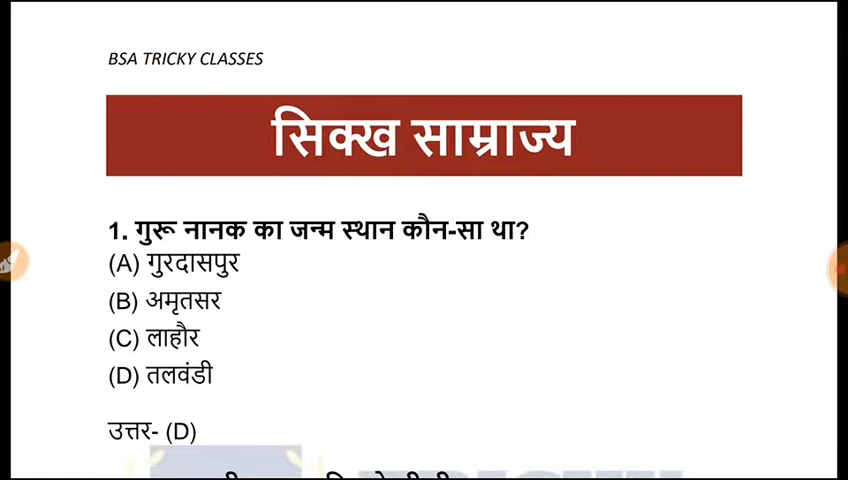 BSA TRICKY CLASSES
सिक्ख साम्राज्य
1. गुरू नानक का जन्म स्थान कौन-सा था?
(A) गुरदासपुर
(B) अमृतसर
(C) लाहौर
(D) तलवंडी
उत्तर- (D)